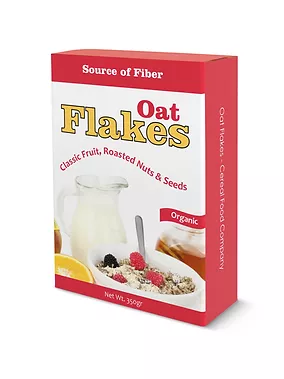 Source of Fiber
Oat
Flakes
Classic Fruit, Roasted Nuts & Seeds
Organic
Net Wt. 350gr
Oat Flakes - Cereal Food Company